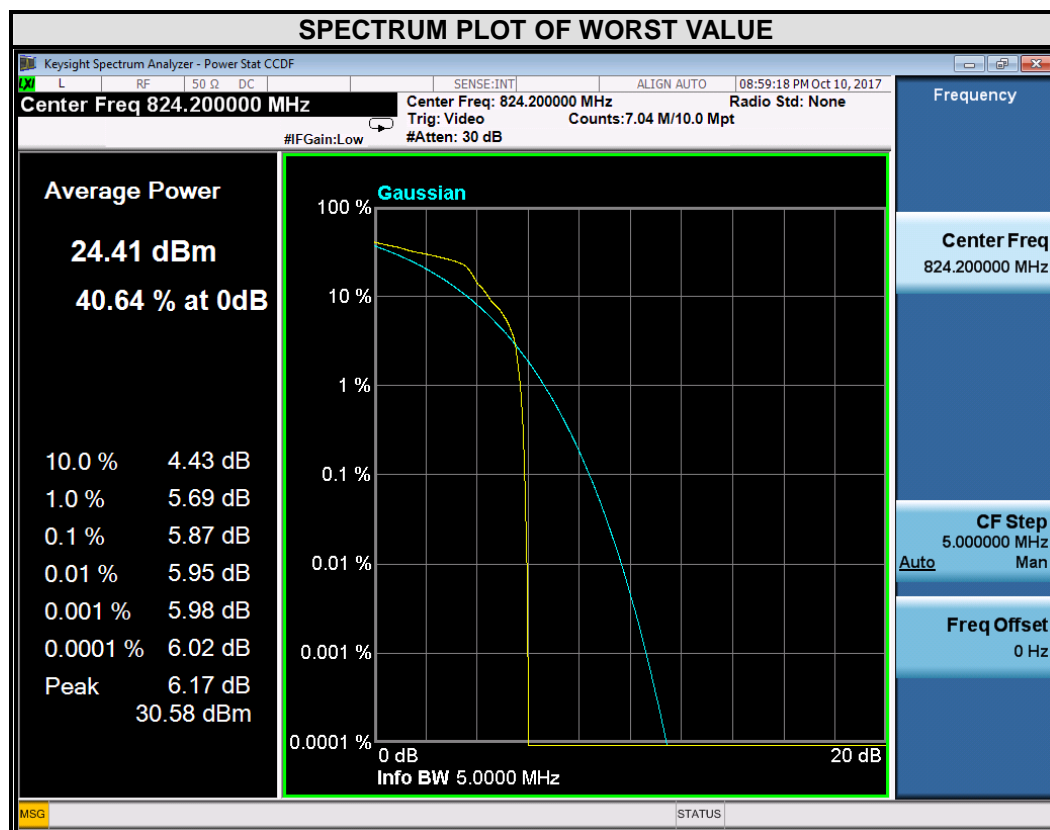 SPECTRUM PLOT OF WORST VALUE
Keysight Spectrum Analyzer - Power Stat CCDF
LXI L RF 50 Ω DC SENSE:INT ALIGN AUTO 08:59:18 PM Oct 10, 2017
Center Freq 824.200000 MHz
#IFGain:Low
Center Freq: 824.200000 MHz Radio Std: None
Trig: Video Counts:7.04 M/10.0 Mpt
#Atten: 30 dB
Average Power
24.41 dBm
40.64 % at 0dB
10.0 % 4.43 dB
1.0 % 5.69 dB
0.1 % 5.87 dB
0.01 % 5.95 dB
0.001 % 5.98 dB
0.0001 % 6.02 dB
Peak 6.17 dB
30.58 dBm
Gaussian
100 %
10 %
1 %
0.1 %
0.01 %
0.001 %
0.0001 %
0 dB 20 dB
Info BW 5.0000 MHz
Frequency
Center Freq
824.200000 MHz
CF Step
5.000000 MHz
Auto Man
Freq Offset
0 Hz
MSG STATUS